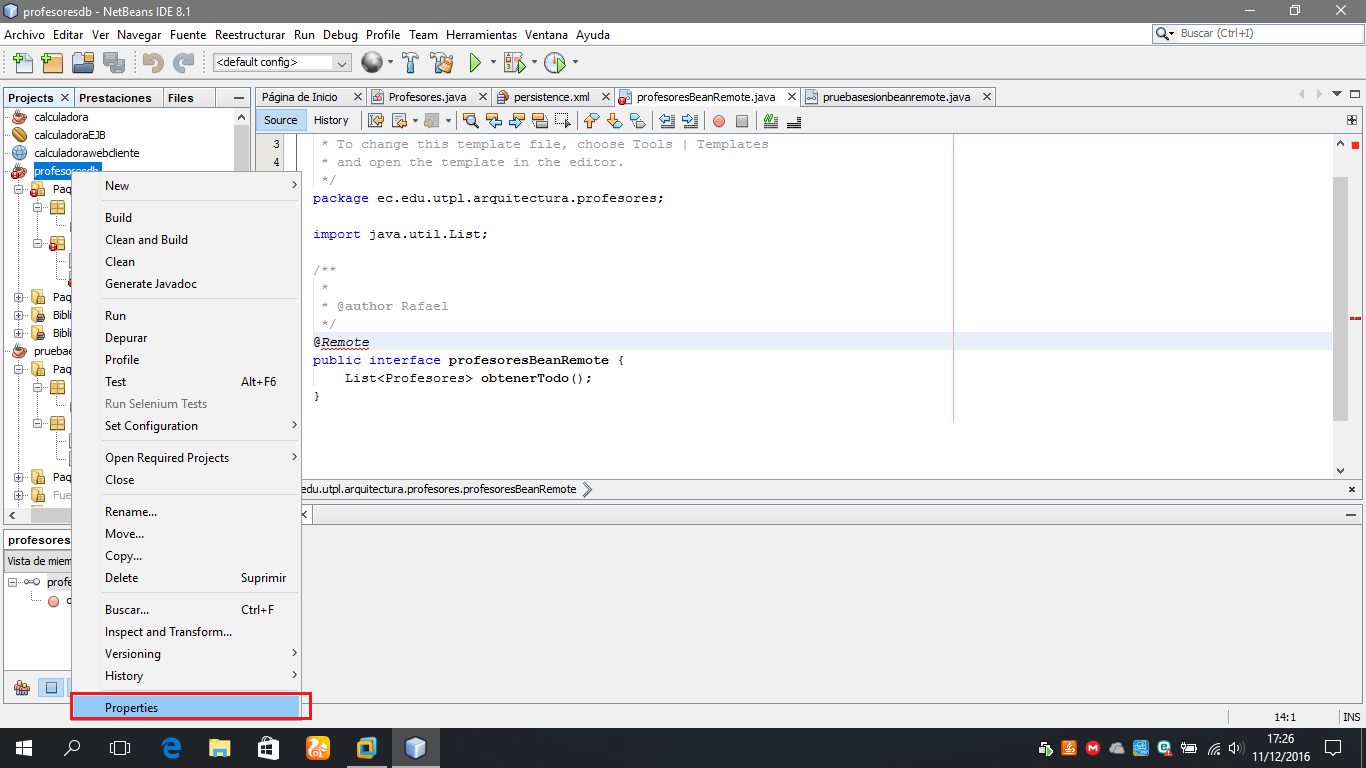 profesoresdb - NetBeans IDE 8.1
Archivo Editar Ver Navegar Fuente Reestructurar Run Debug Profile Team Herramientas Ventana Ayuda
Buscar (Ctrl+I)
<default config>
Projects Prestaciones Files
Página de Inicio Profesores.java persistence.xml profesoresBeanRemote.java pruebasesionbeanremote.java
Source History
calculadora
calculadoraEJB
calculadorawebcliente
profesoresdb
Paq
Paq
Bibl
Bibl
pruebae
Paq
Paq
Fue
New
Build
Clean and Build
Clean
Generate Javadoc
Run
Depurar
Profile
Test Alt+F6
Run Selenium Tests
Set Configuration
Open Required Projects
Close
Rename...
Move...
Copy...
Delete Suprimir
Buscar... Ctrl+F
Inspect and Transform...
Versioning
History
Properties
3 * To change this template file, choose Tools | Templates
4 * and open the template in the editor.
*/
package ec.edu.utpl.arquitectura.profesores;
import java.util.List;
/**
*
* @author Rafael
*/
@Remote
public interface profesoresBeanRemote {
List<Profesores> obtenerTodo();
}
edu.utpl.arquitectura.profesores.profesoresBeanRemote
profesores
Vista de miem
profe
o
14:1 INS
17:26
11/12/2016